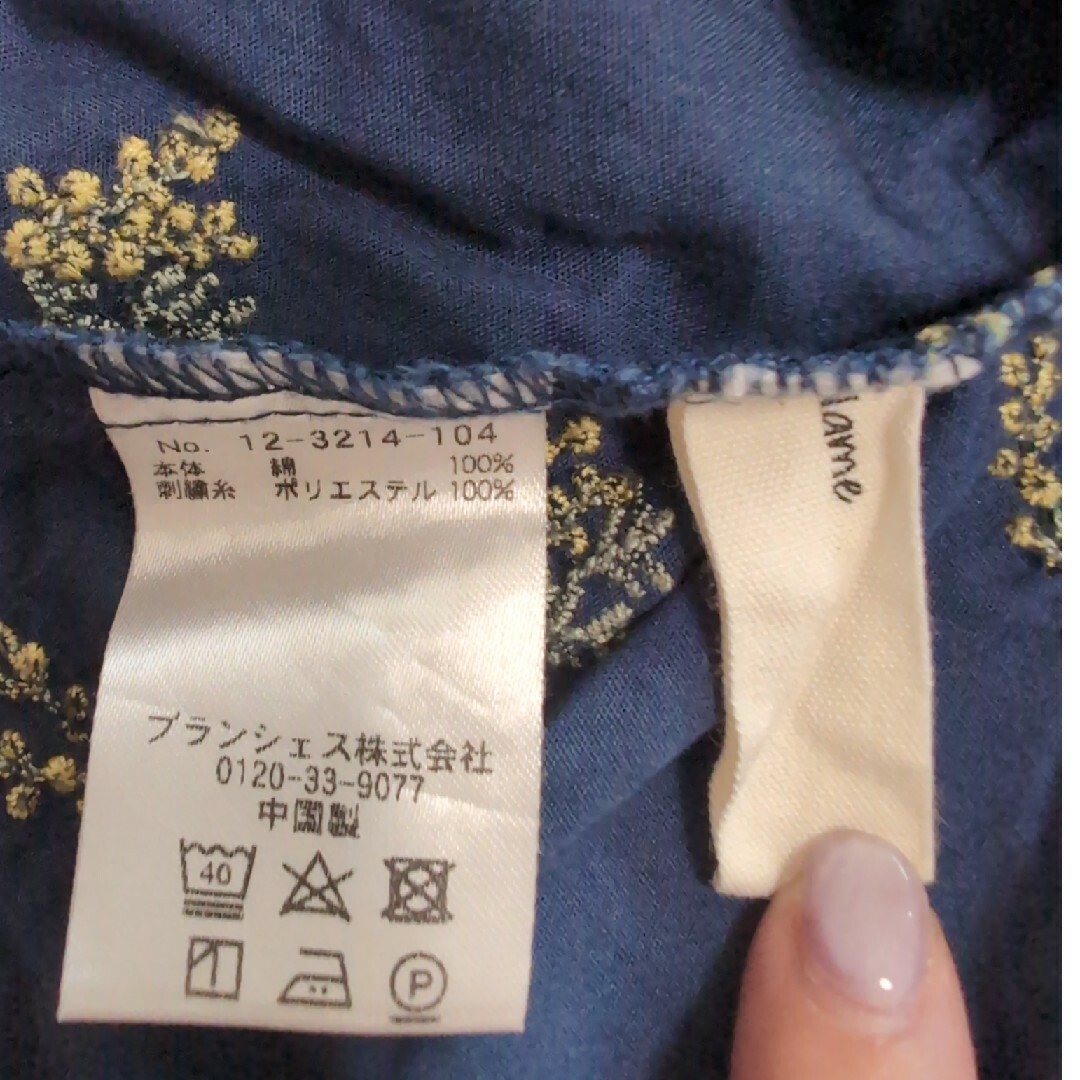 No. 12-3214-104
本体 綿 100%
刺繍糸 ポリエステル 100%
ブランシェス株式会社
0120-33-9077
中国製
40
P
Name